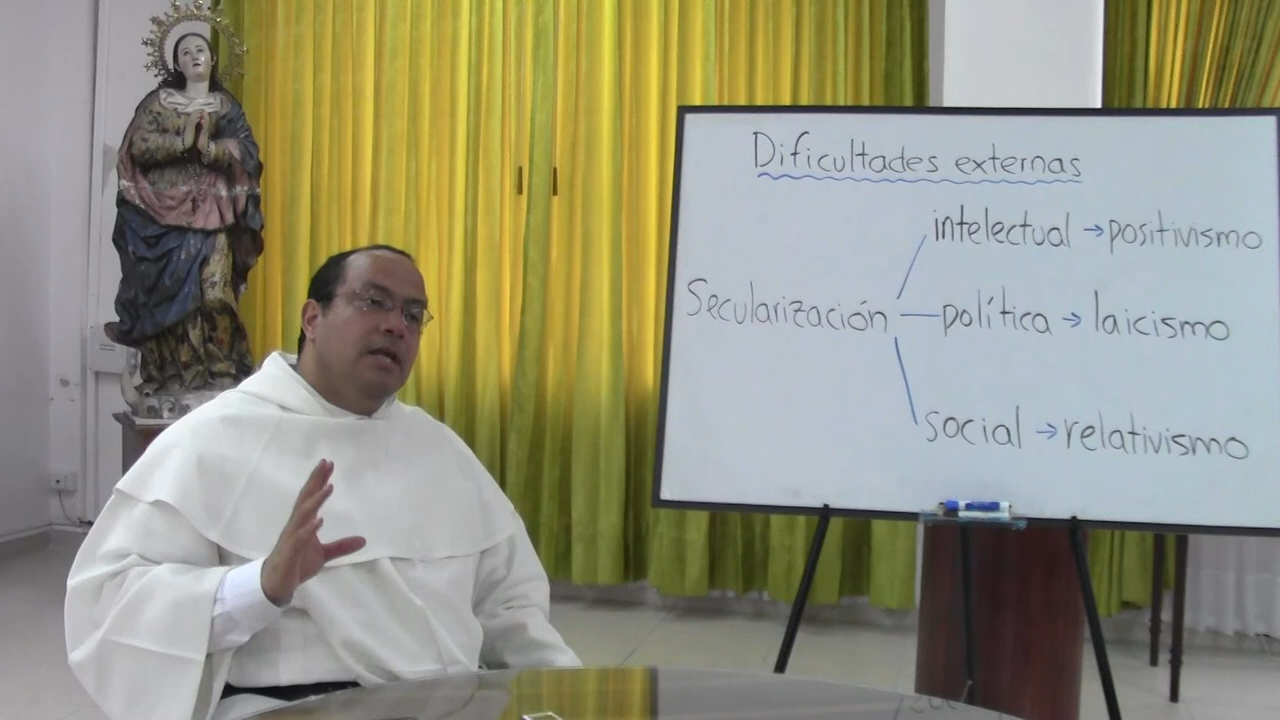 Dificultades externas
intelectual → positivismo
Secularización — política → laicismo
social → relativismo